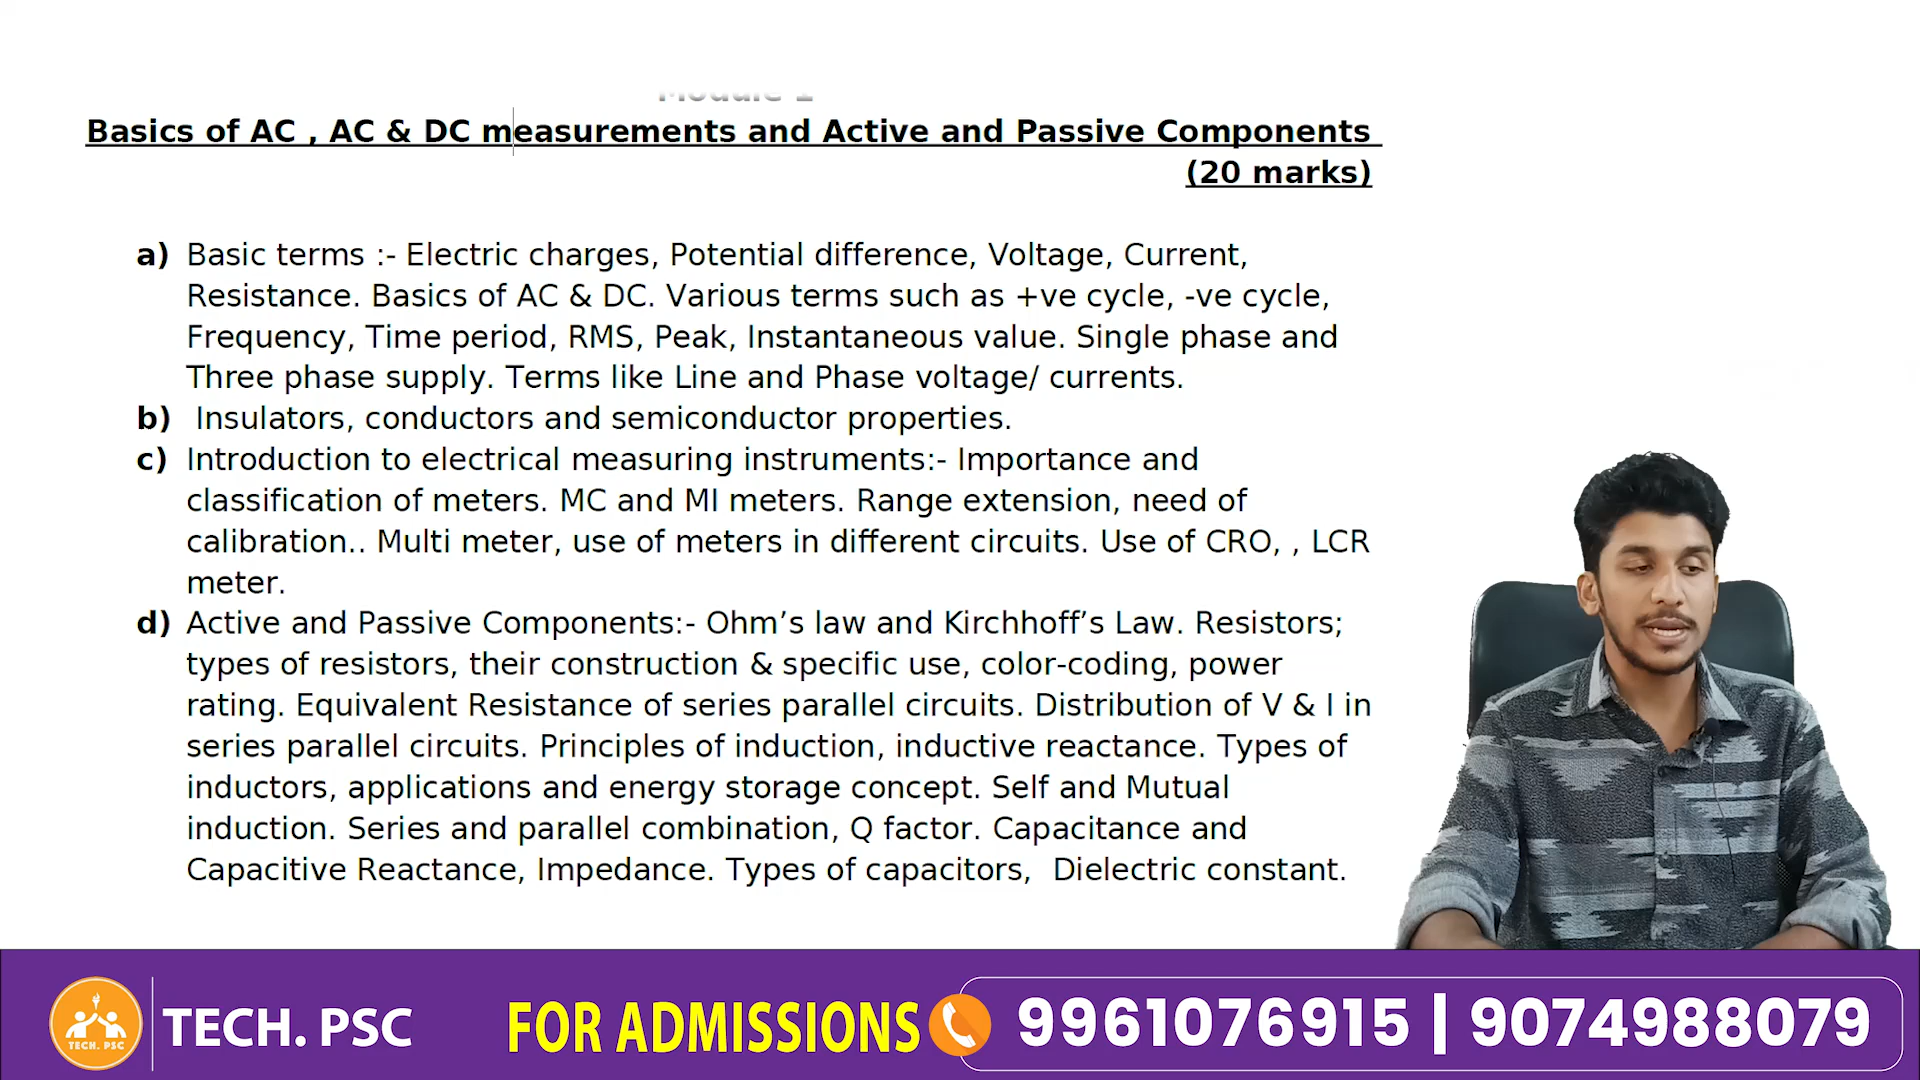 Module 1
Basics of AC , AC & DC measurements and Active and Passive Components
(20 marks)
a) Basic terms :- Electric charges, Potential difference, Voltage, Current,
Resistance. Basics of AC & DC. Various terms such as +ve cycle, -ve cycle,
Frequency, Time period, RMS, Peak, Instantaneous value. Single phase and
Three phase supply. Terms like Line and Phase voltage/ currents.
b) Insulators, conductors and semiconductor properties.
c) Introduction to electrical measuring instruments:- Importance and
classification of meters. MC and MI meters. Range extension, need of
calibration.. Multi meter, use of meters in different circuits. Use of CRO, , LCR
meter.
d) Active and Passive Components:- Ohm’s law and Kirchhoff’s Law. Resistors;
types of resistors, their construction & specific use, color-coding, power
rating. Equivalent Resistance of series parallel circuits. Distribution of V & I in
series parallel circuits. Principles of induction, inductive reactance. Types of
inductors, applications and energy storage concept. Self and Mutual
induction. Series and parallel combination, Q factor. Capacitance and
Capacitive Reactance, Impedance. Types of capacitors, Dielectric constant.
TECH. PSC
TECH. PSC
FOR ADMISSIONS
9961076915 | 9074988079